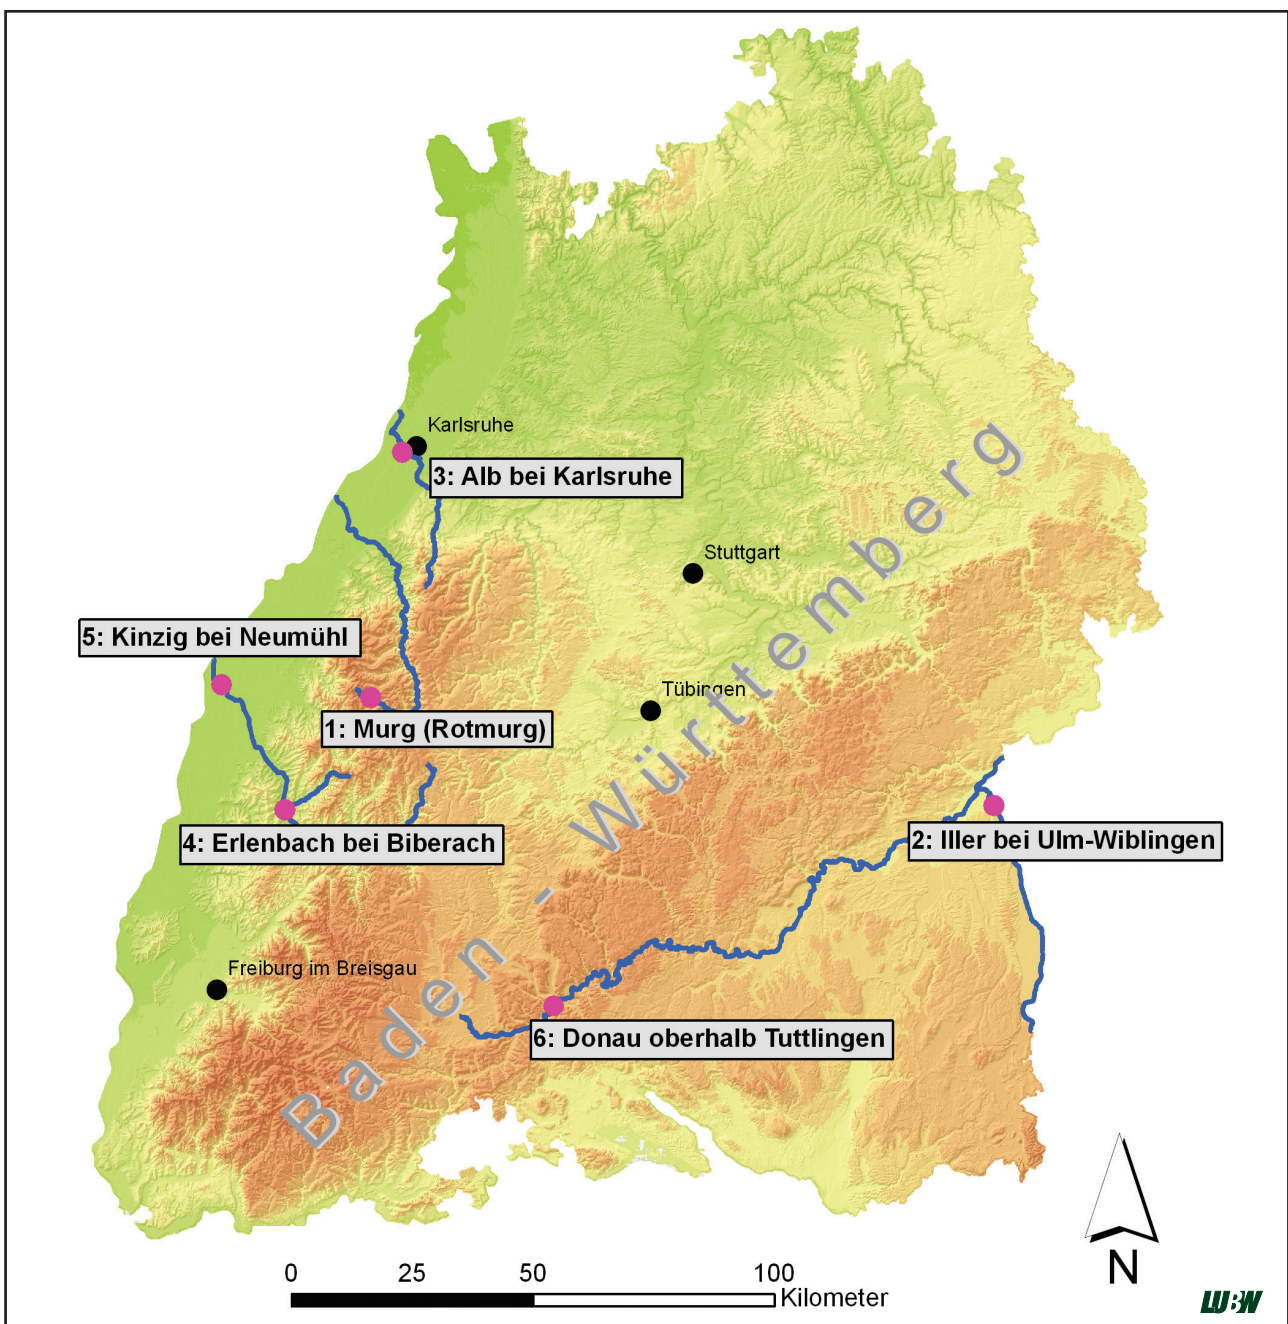 Karlsruhe
3: Alb bei Karlsruhe
Stuttgart
5: Kinzig bei Neumühl
Tübingen
1: Murg (Rotmurg)
4: Erlenbach bei Biberach
2: Iller bei Ulm-Wiblingen
Baden - Württemberg
Freiburg im Breisgau
6: Donau oberhalb Tuttlingen
N
0 25 50 100
Kilometer
LUBW